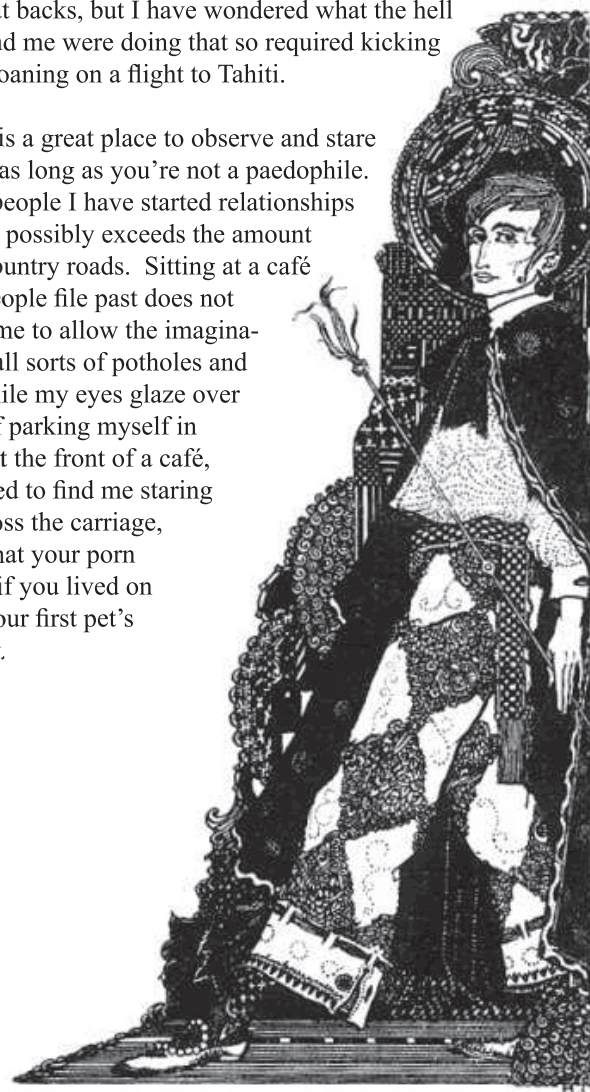 t backs, but I have wondered what the hell
nd me were doing that so required kicking
oaning on a flight to Tahiti.
is a great place to observe and stare
as long as you’re not a paedophile.
people I have started relationships
possibly exceeds the amount
ountry roads.  Sitting at a café
eople file past does not
me to allow the imagina-
all sorts of potholes and
ile my eyes glaze over
f parking myself in
t the front of a café,
ed to find me staring
oss the carriage,
hat your porn
if you lived on
our first pet’s